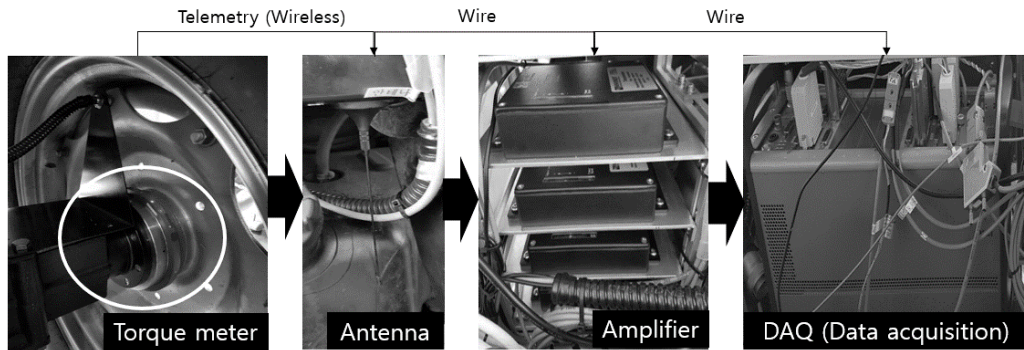 Telemetry (Wireless)
Wire
Wire
Torque meter
Antenna
Amplifier
DAQ (Data acquisition)